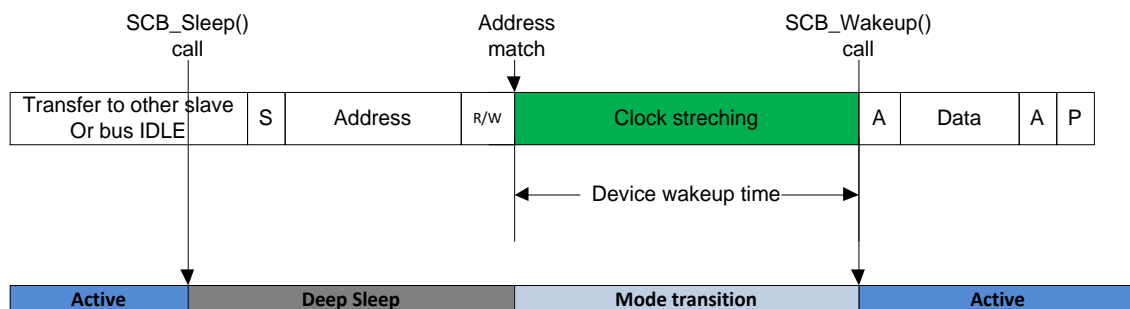 SCB_Sleep()
call
Address
match
SCB_Wakeup()
call
Transfer to other slave
Or bus IDLE
S
Address
R/W
Clock streching
A
Data
A
P
Device wakeup time
Active
Deep Sleep
Mode transition
Active